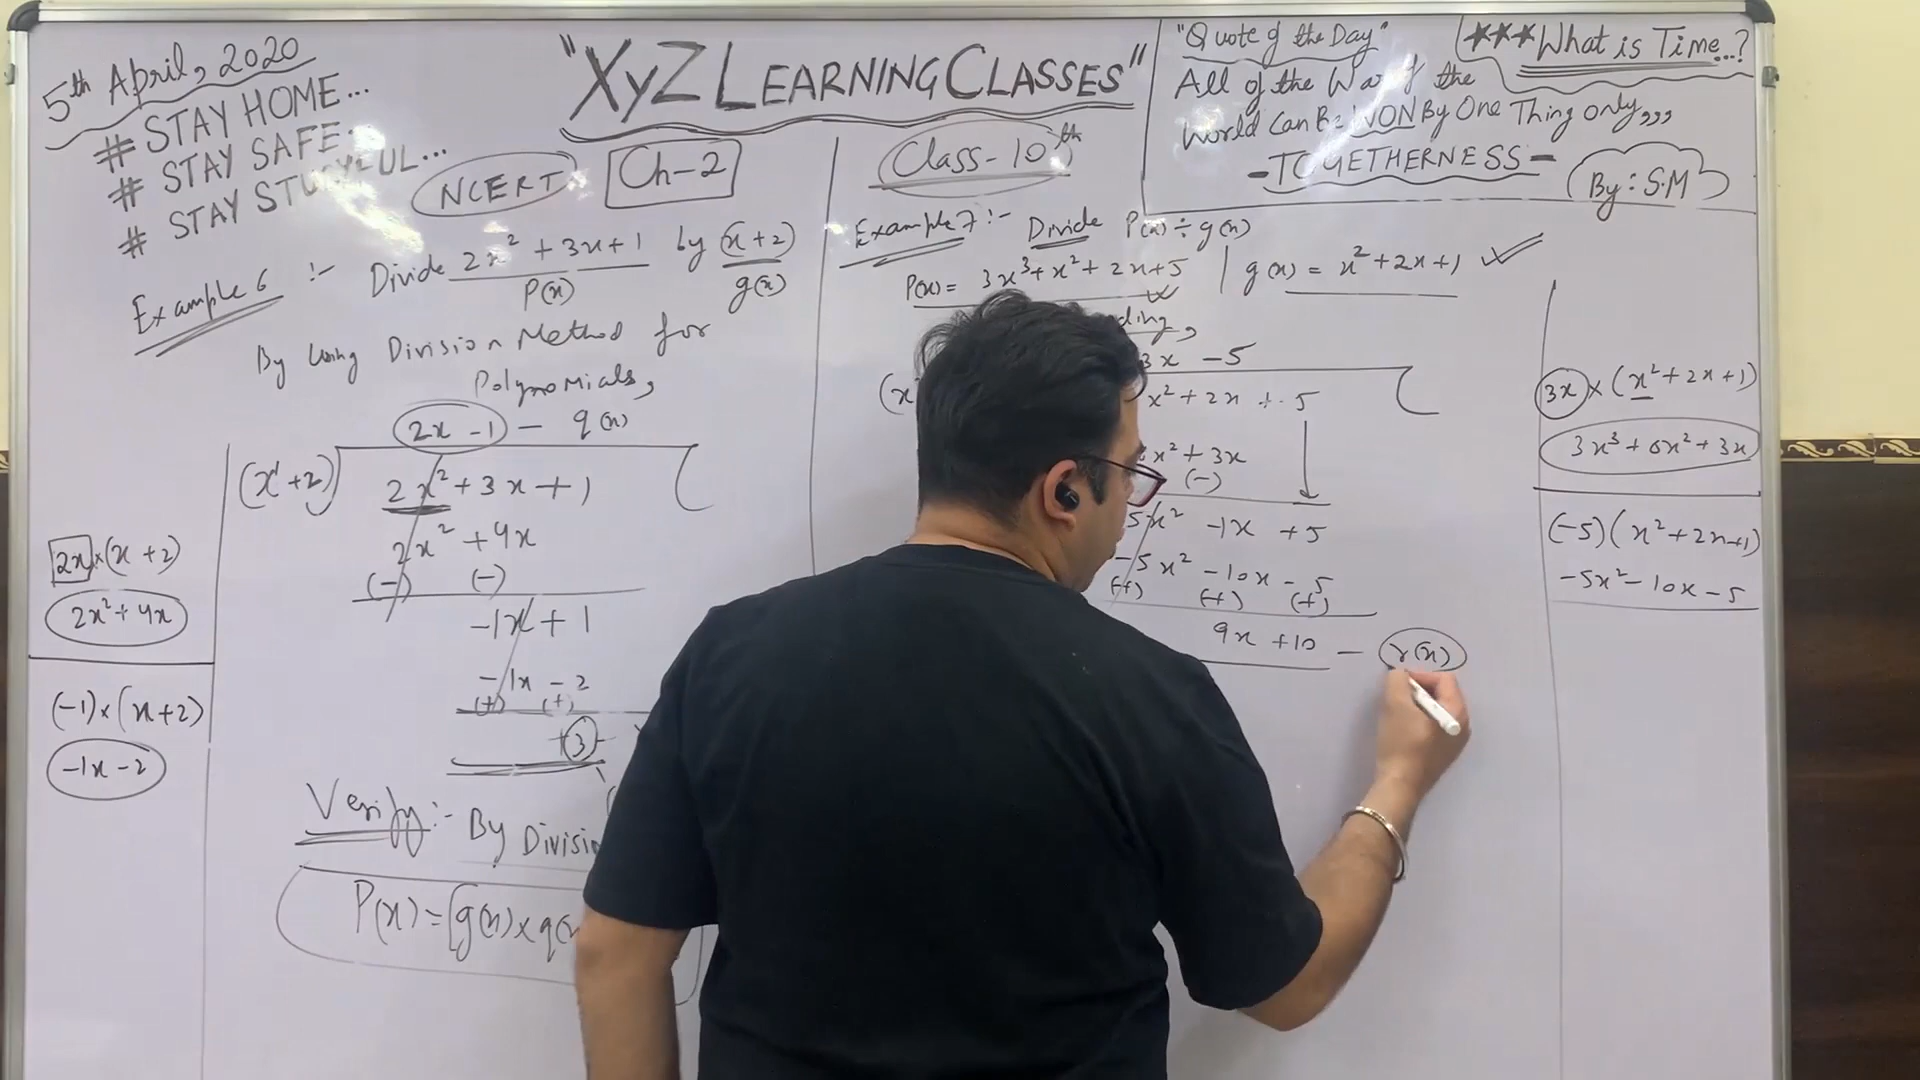 5th April, 2020
# STAY HOME...
# STAY SAFE
# STAY STUDYFUL...
"XyZ LEARNING CLASSES"
NCERT Ch-2
Class-10th
"Quote of the Day"
All of the War of the
World Can Be WON By One Thing only,,,
-TOGETHERNESS-
***What is Time...?
By: S.M
Example 6 :- Divide 2x² + 3x + 1 by (x+2)
P(x) g(x)
By Using Division Method for
Polynomials,
2x - 1 — q(x)
(x+2) 2x² + 3x + 1
2x² + 4x
(-) (-)
-1x + 1
-1x - 2
(+) (+)
+3
2x × (x + 2)
2x² + 4x
(-1) × (x+2)
-1x - 2
Verify:- By Divisio
P(x) = [g(x) × q(x
Example 7 :- Divide P(x) ÷ g(x)
P(x) = 3x³ + x² + 2x + 5 | g(x) = x² + 2x + 1
ding,
3x - 5
(x² x² + 2x + 5
x² + 3x
(-)
5x² - 1x + 5
-5x² - 10x - 5
(+) (+) (+)
9x + 10 — r(x)
3x × (x² + 2x + 1)
3x³ + 6x² + 3x
(-5) (x² + 2x + 1)
-5x² - 10x - 5